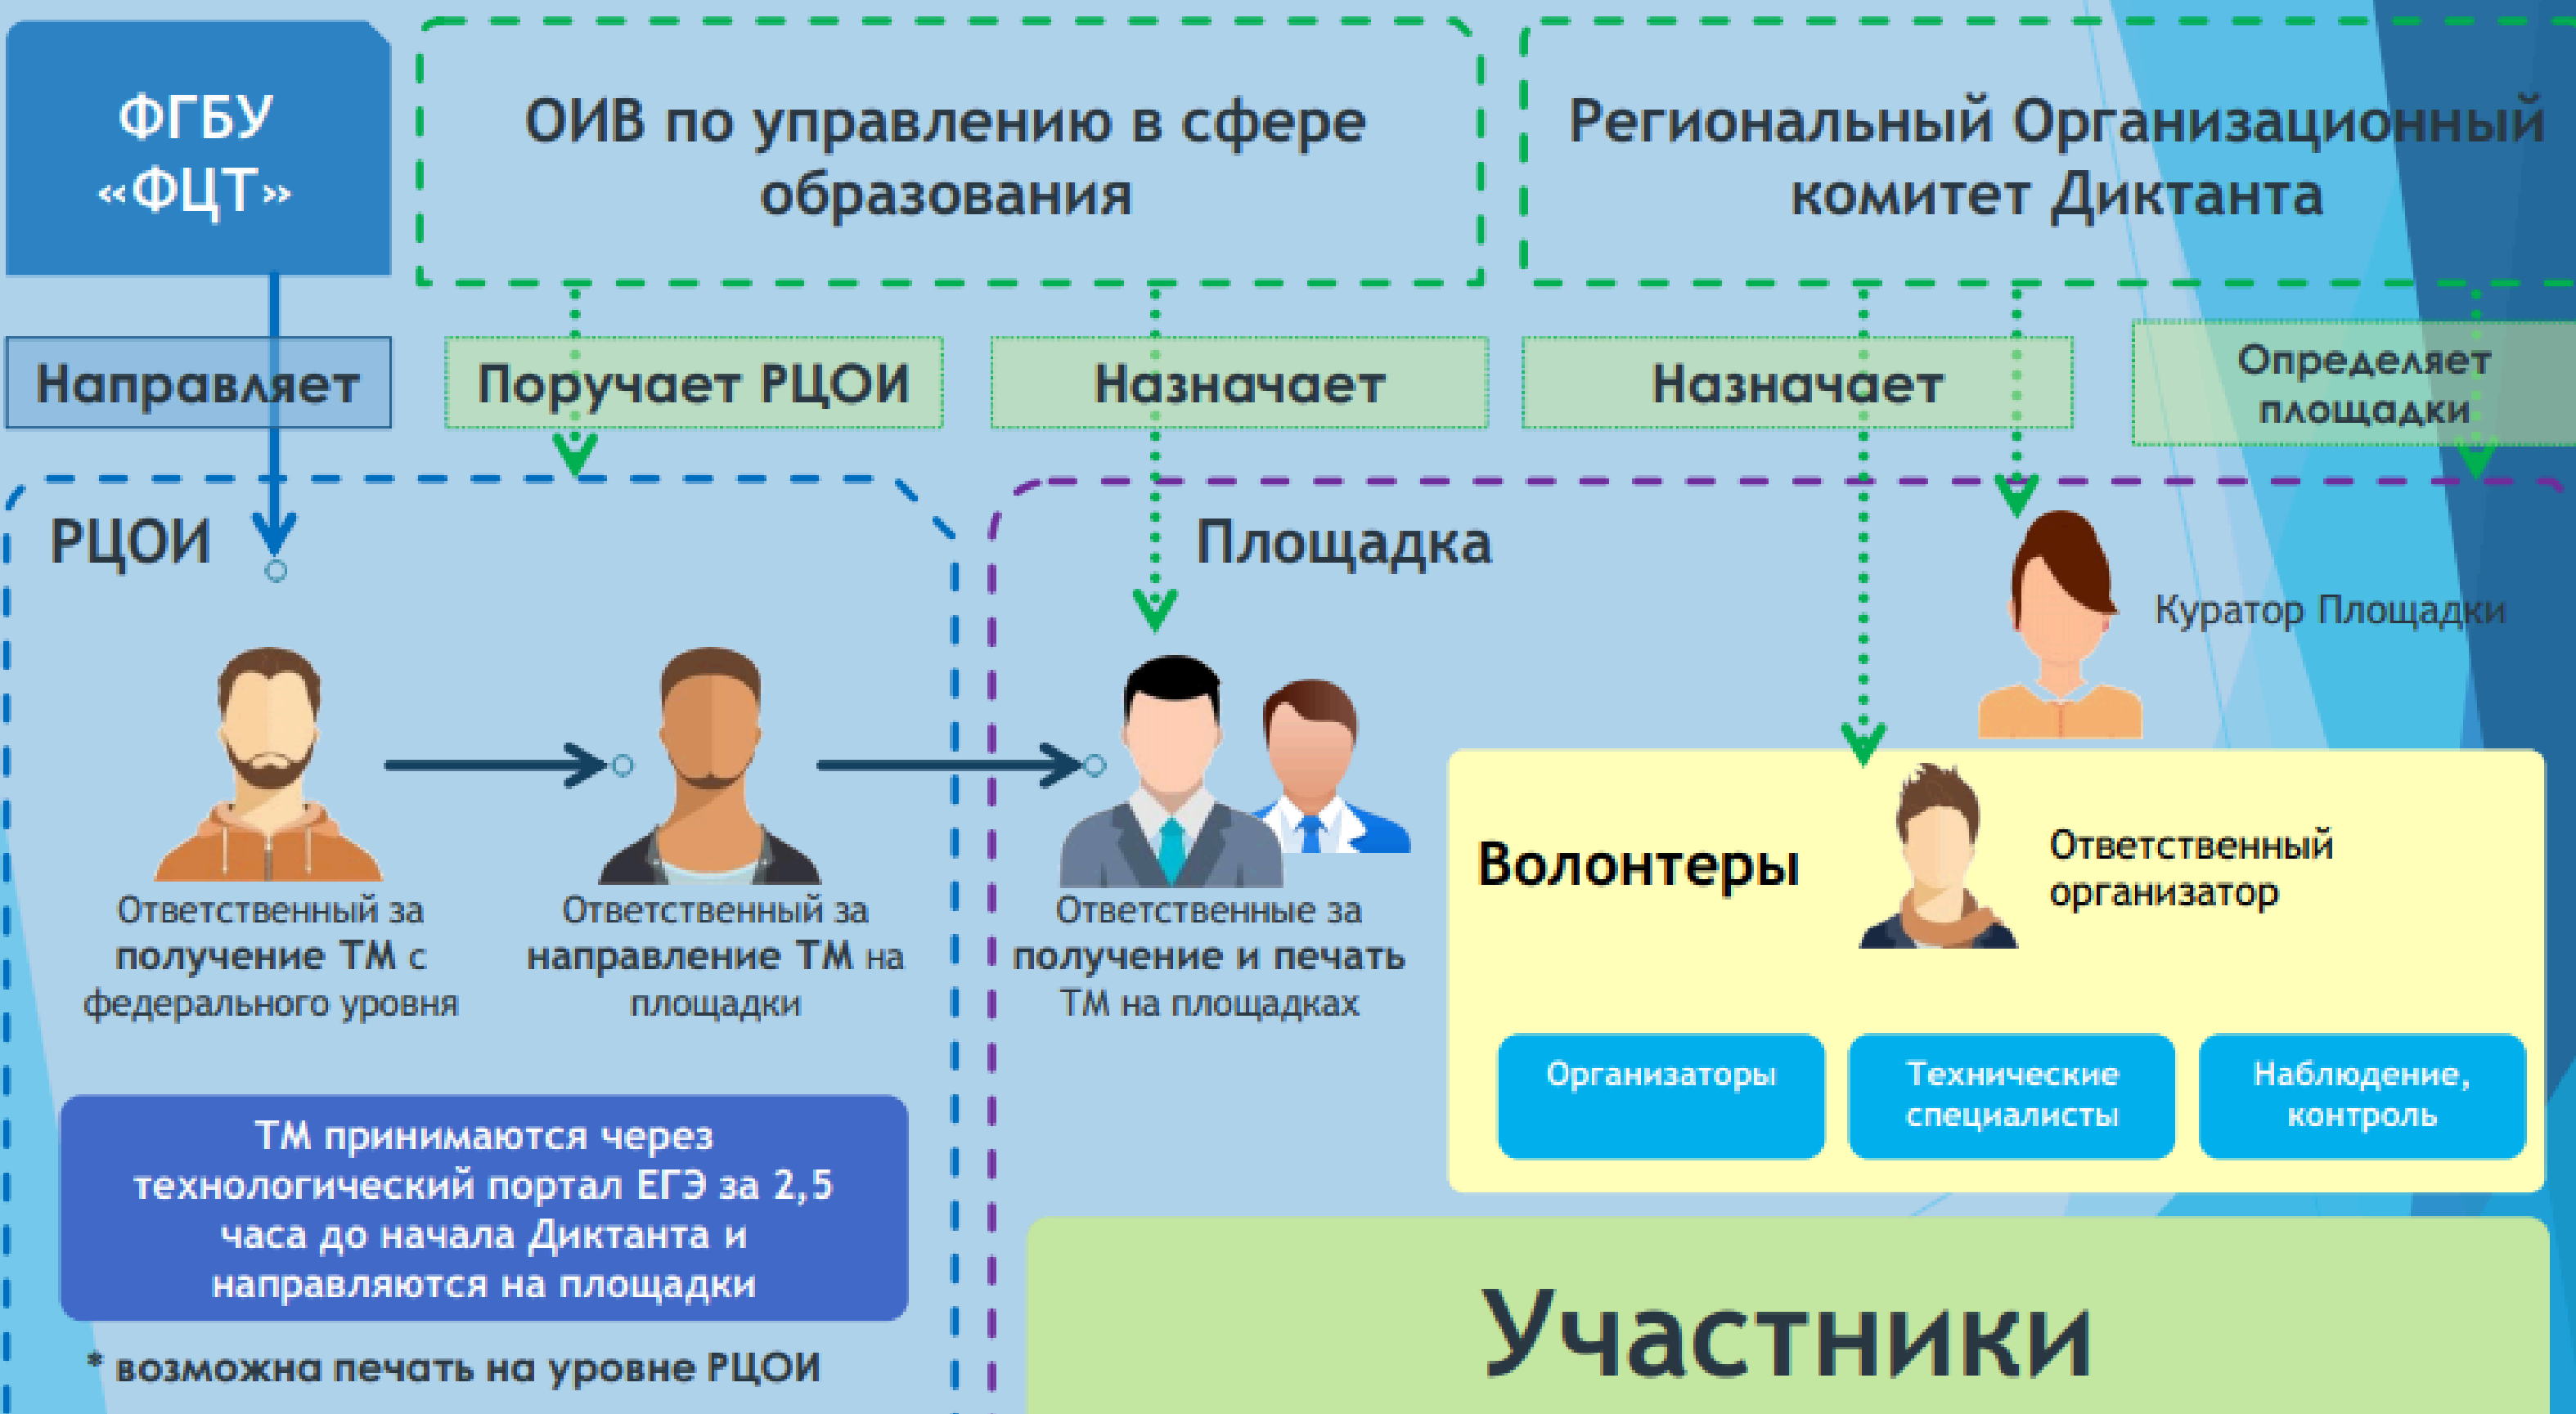 ФГБУ
«ФЦТ»
ОИВ по управлению в сфере
образования
Региональный Организационный
комитет Диктанта
Направляет
Поручает РЦОИ
Назначает
Назначает
Определяет
площадки
РЦОИ
Площадка
Куратор Площадки
Ответственный за
получение ТМ с
федерального уровня
Ответственный за
направление ТМ на
площадки
Ответственные за
получение и печать
ТМ на площадках
Волонтеры
Ответственный
организатор
Организаторы
Технические
специалисты
Наблюдение,
контроль
ТМ принимаются через
технологический портал ЕГЭ за 2,5
часа до начала Диктанта и
направляются на площадки
* возможна печать на уровне РЦОИ
Участники